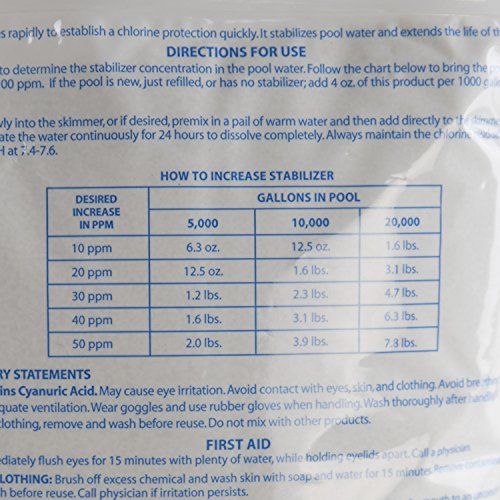 es rapidly to establish a chlorine protection quickly. It stabilizes pool water and extends the life of th
DIRECTIONS FOR USE
to determine the stabilizer concentration in the pool water. Follow the chart below to bring the po
00 ppm. If the pool is new, just refilled, or has no stabilizer; add 4 oz. of this product per 1000 gallo
wly into the skimmer, or if desired, premix in a pail of warm water and then add directly to the skimmer
ate the water continuously for 24 hours to dissolve completely. Always maintain the chlorine
H at 7.4-7.6.
HOW TO INCREASE STABILIZER
DESIRED INCREASE IN PPM GALLONS IN POOL
5,000 10,000 20,000
10 ppm 6.3 oz. 12.5 oz. 1.6 lbs.
20 ppm 12.5 oz. 1.6 lbs. 3.1 lbs.
30 ppm 1.2 lbs. 2.3 lbs. 4.7 lbs.
40 ppm 1.6 lbs. 3.1 lbs. 6.3 lbs.
50 ppm 2.0 lbs. 3.9 lbs. 7.8 lbs.
RY STATEMENTS
ins Cyanuric Acid. May cause eye irritation. Avoid contact with eyes, skin, and clothing. Avoid
quate ventilation. Wear goggles and use rubber gloves when handling. Wash thoroughly after handli
clothing, remove and wash before reuse. Do not mix with other products.
FIRST AID
ediately flush eyes for 15 minutes with plenty of water, while holding eyelids apart. Call a physician.
CLOTHING: Brush off excess chemical and wash skin with soap and water for 15 minutes. Remove
h before reuse. Call physician if irritation persists.